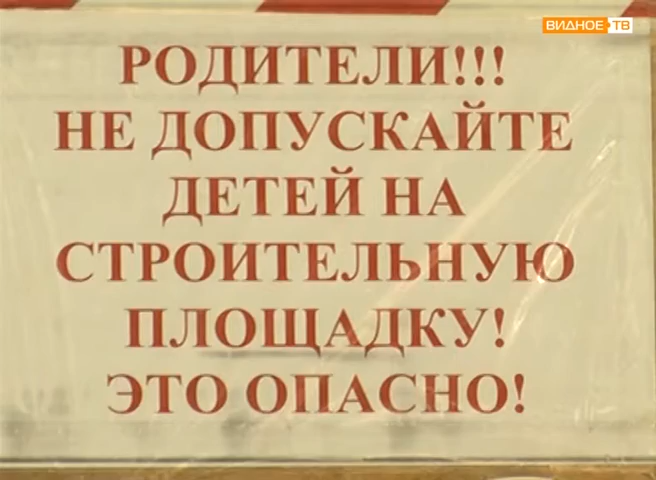 ВИДНОЕ ТВ
РОДИТЕЛИ!!!
НЕ ДОПУСКАЙТЕ
ДЕТЕЙ НА
СТРОИТЕЛЬНУЮ
ПЛОЩАДКУ!
ЭТО ОПАСНО!